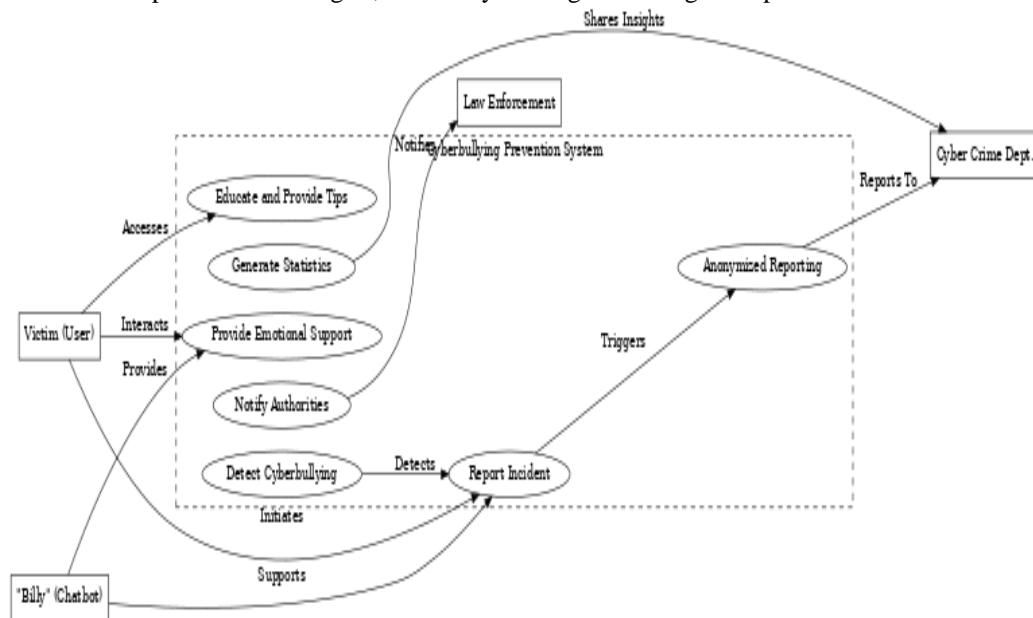 Shares Insights
Law Enforcement
Notifies
Cyberbullying Prevention System
Cyber Crime Dept.
Reports To
Educate and Provide Tips
Accesses
Generate Statistics
Anonymized Reporting
Victim (User)
Interacts
Provide Emotional Support
Triggers
Provides
Notify Authorities
Detect Cyberbullying
Detects
Report Incident
Initiates
Supports
"Billy" (Chatbot)